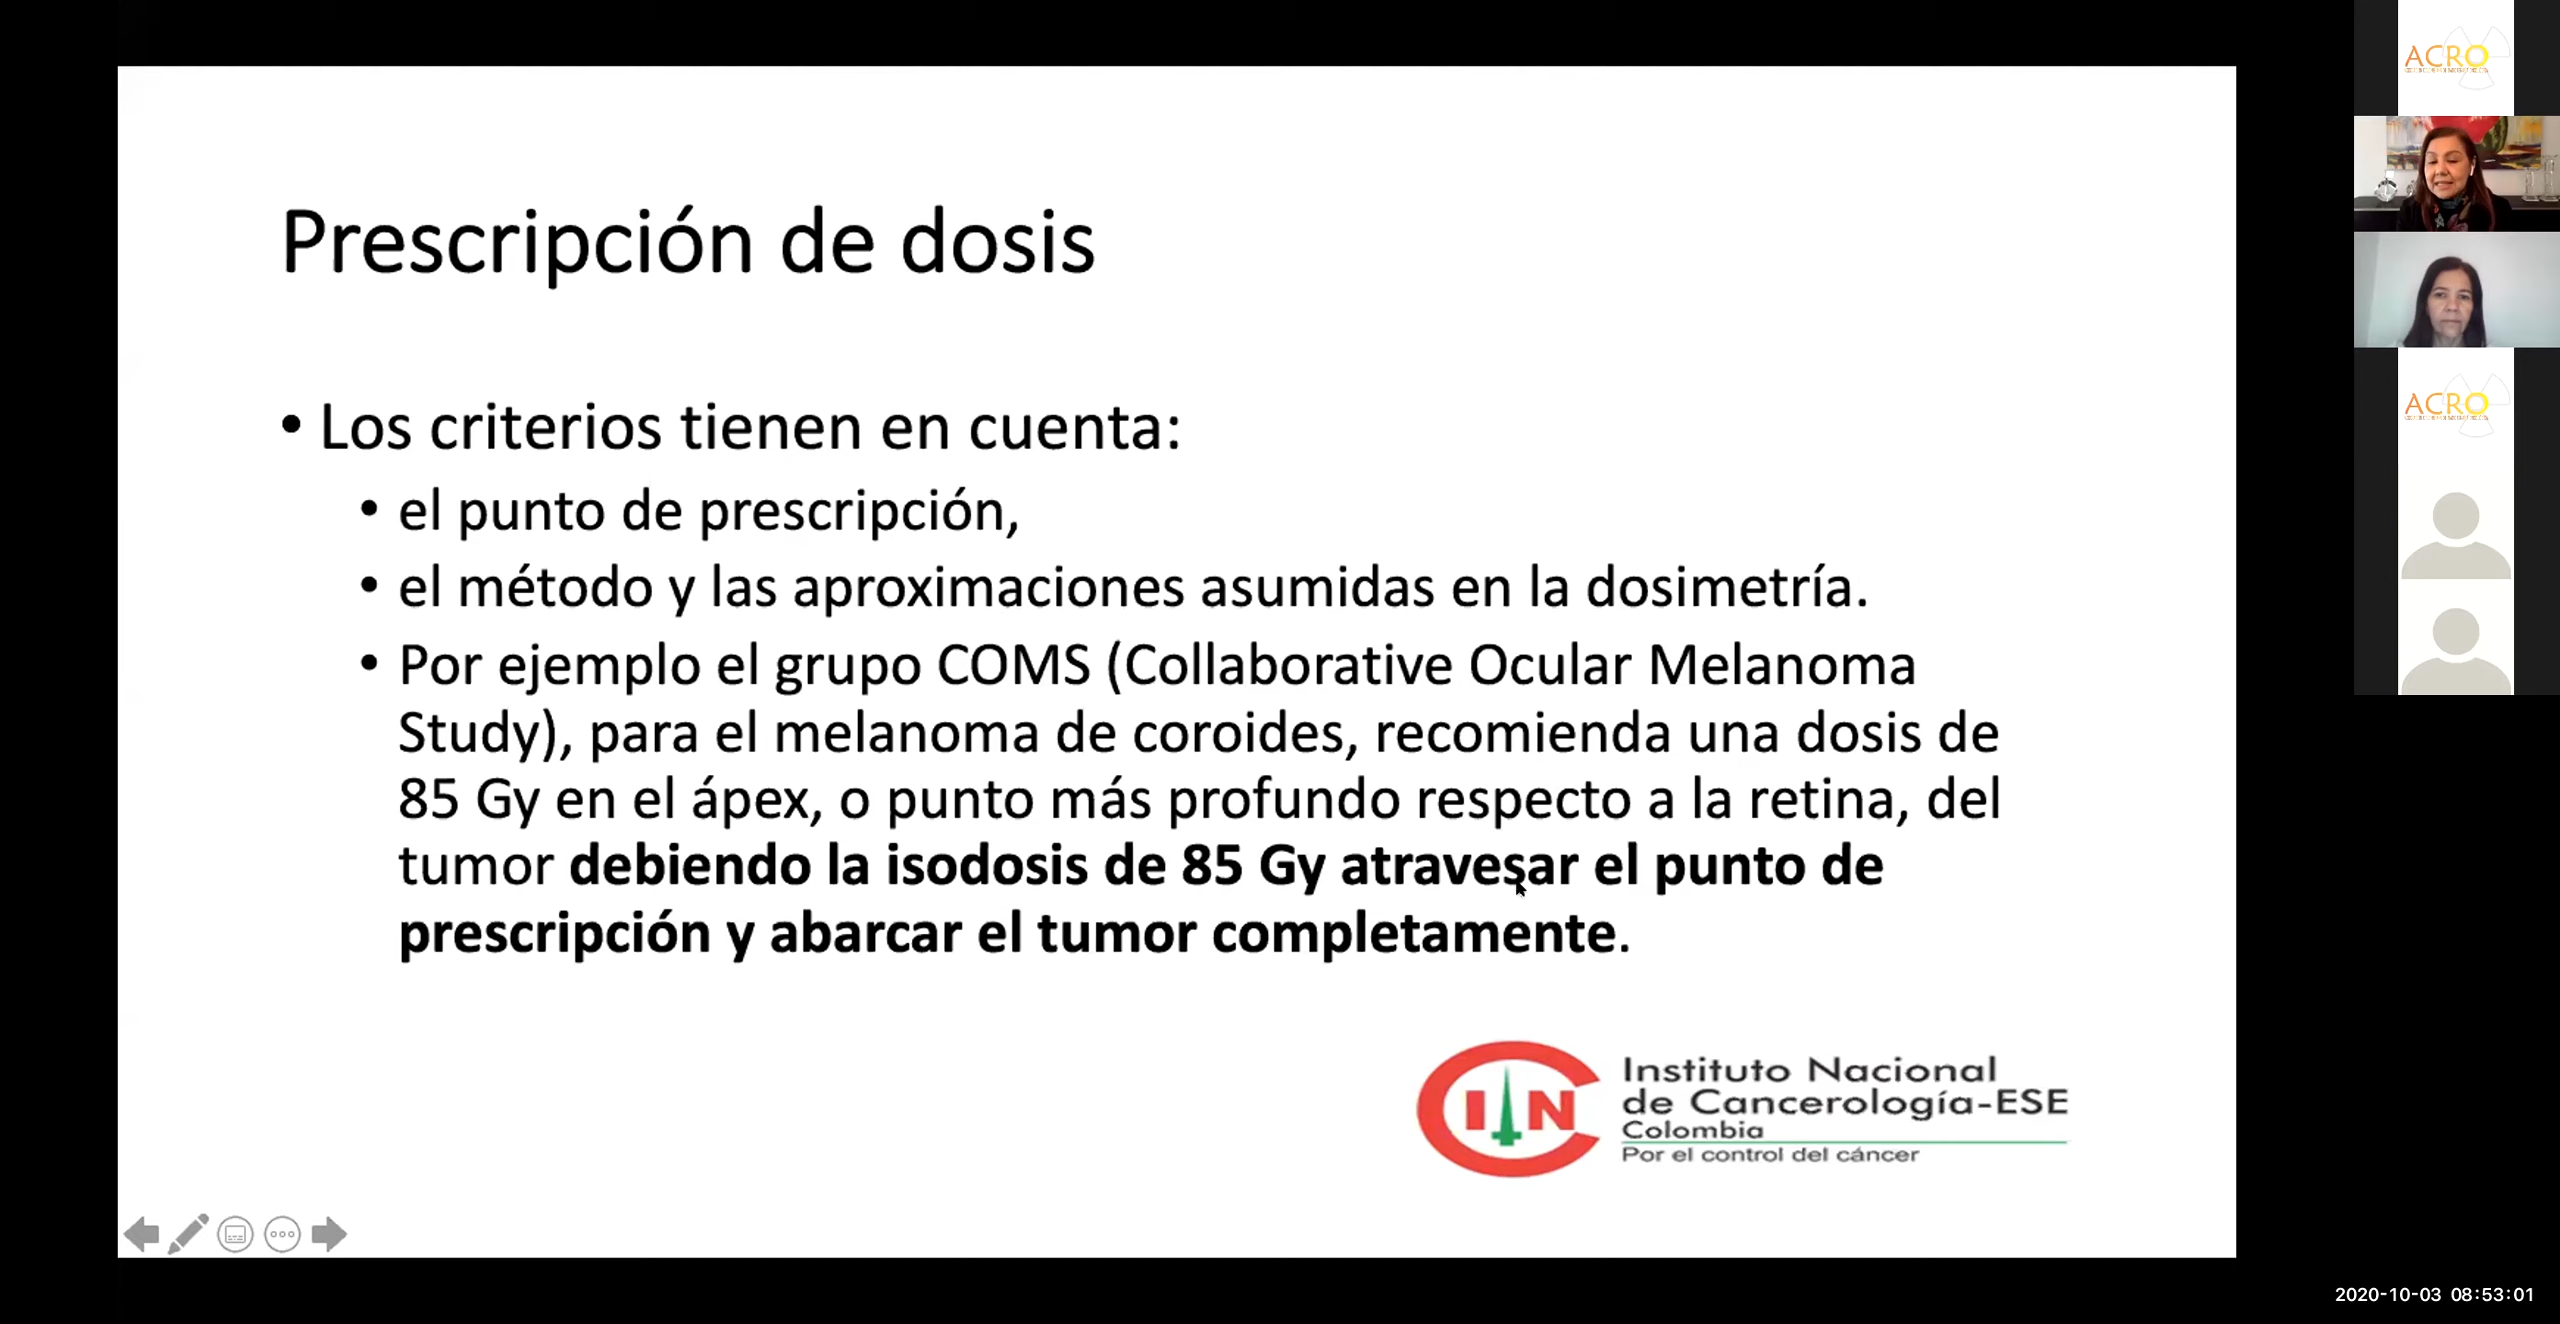 Prescripción de dosis
• Los criterios tienen en cuenta:
• el punto de prescripción,
• el método y las aproximaciones asumidas en la dosimetría.
• Por ejemplo el grupo COMS (Collaborative Ocular Melanoma
Study), para el melanoma de coroides, recomienda una dosis de
85 Gy en el ápex, o punto más profundo respecto a la retina, del
tumor debiendo la isodosis de 85 Gy atravesar el punto de
prescripción y abarcar el tumor completamente.
I N
Instituto Nacional
de Cancerología-ESE
Colombia
Por el control del cáncer
ACRO
ACRO
2020-10-03 08:53:01